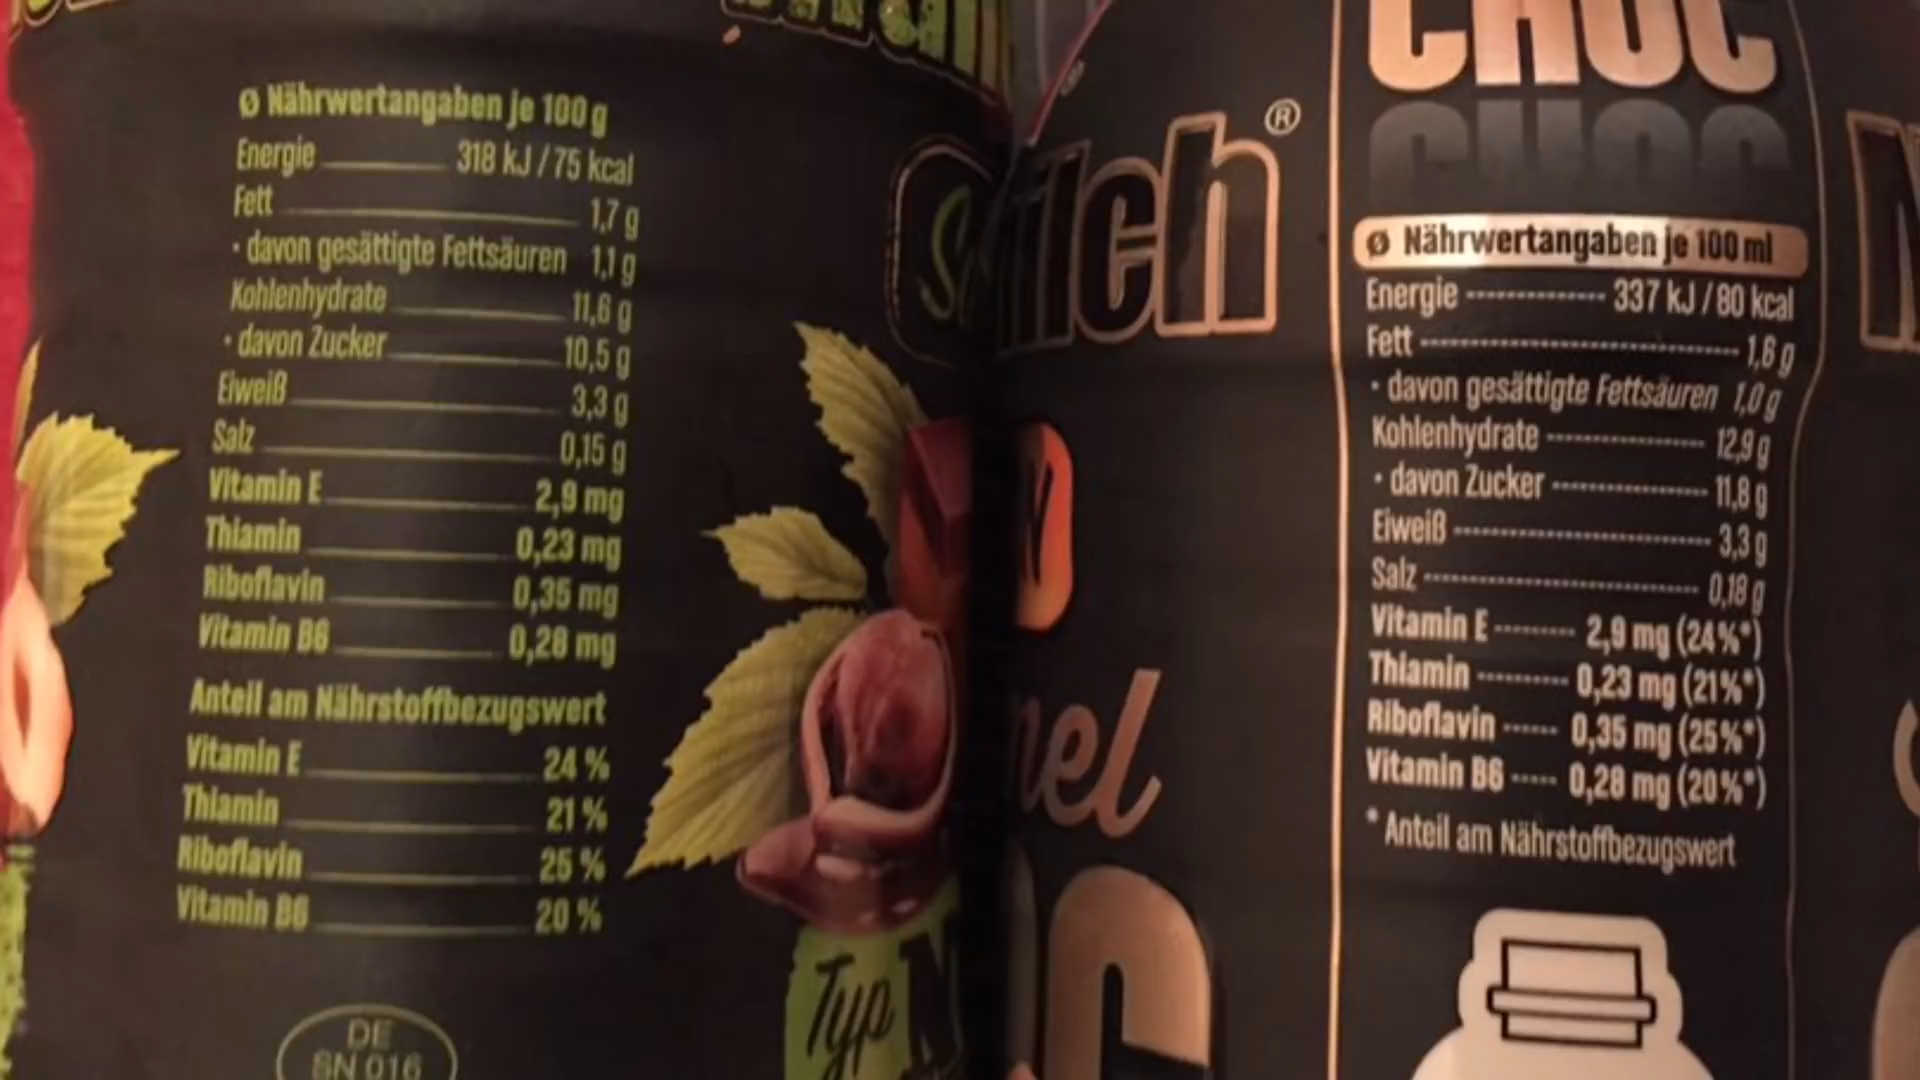 Ø Nährwertangaben je 100 g
Energie 318 kJ / 75 kcal
Fett 1,7 g
· davon gesättigte Fettsäuren 1,1 g
Kohlenhydrate 11,6 g
· davon Zucker 10,5 g
Eiweiß 3,3 g
Salz 0,15 g
Vitamin E 2,9 mg
Thiamin 0,23 mg
Riboflavin 0,35 mg
Vitamin B6 0,28 mg
Anteil am Nährstoffbezugswert
Vitamin E 24 %
Thiamin 21 %
Riboflavin 25 %
Vitamin B6 20 %
DE
SN 016
Typ
ilch®
el
CHOC
Ø Nährwertangaben je 100 ml
Energie 337 kJ / 80 kcal
Fett 1,6 g
· davon gesättigte Fettsäuren 1,0 g
Kohlenhydrate 12,9 g
· davon Zucker 11,8 g
Eiweiß 3,3 g
Salz 0,18 g
Vitamin E 2,9 mg (24%*)
Thiamin 0,23 mg (21%*)
Riboflavin 0,35 mg (25%*)
Vitamin B6 0,28 mg (20%*)
* Anteil am Nährstoffbezugswert